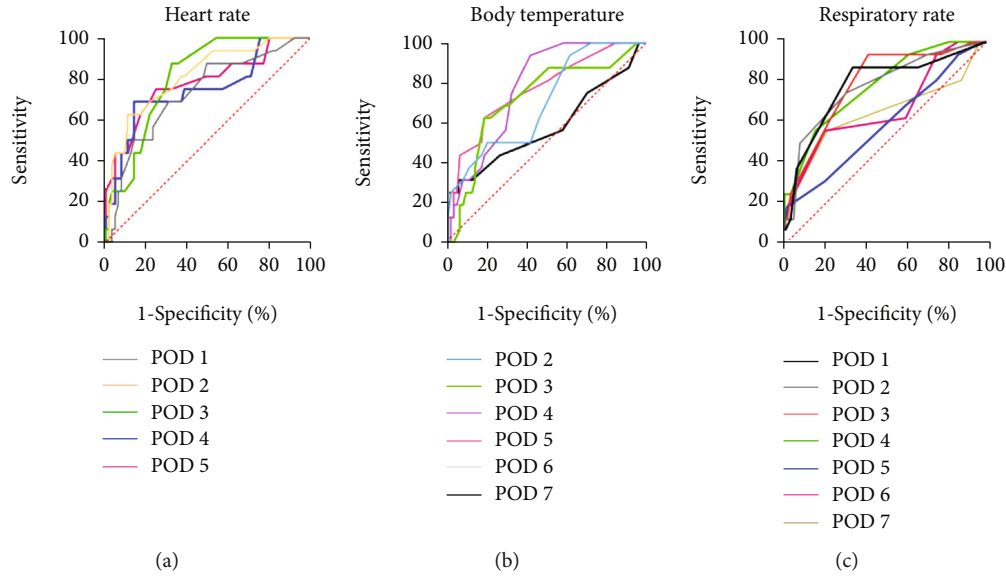 Heart rate
100
80
60
40
20
0
Sensitivity
0 20 40 60 80 100
1-Specificity (%)
POD 1
POD 2
POD 3
POD 4
POD 5
(a)
Body temperature
100
80
60
40
20
0
Sensitivity
0 20 40 60 80 100
1-Specificity (%)
POD 2
POD 3
POD 4
POD 5
POD 6
POD 7
(b)
Respiratory rate
100
80
60
40
20
0
Sensitivity
0 20 40 60 80 100
1-Specificity (%)
POD 1
POD 2
POD 3
POD 4
POD 5
POD 6
POD 7
(c)